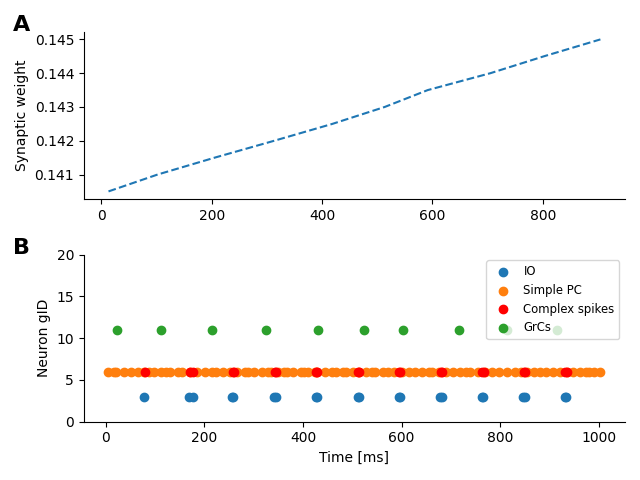 A
Synaptic weight
0.145
0.144
0.143
0.142
0.141
0 200 400 600 800
B
Neuron gID
20
15
10
5
0
IO
Simple PC
Complex spikes
GrCs
0 200 400 600 800 1000
Time [ms]